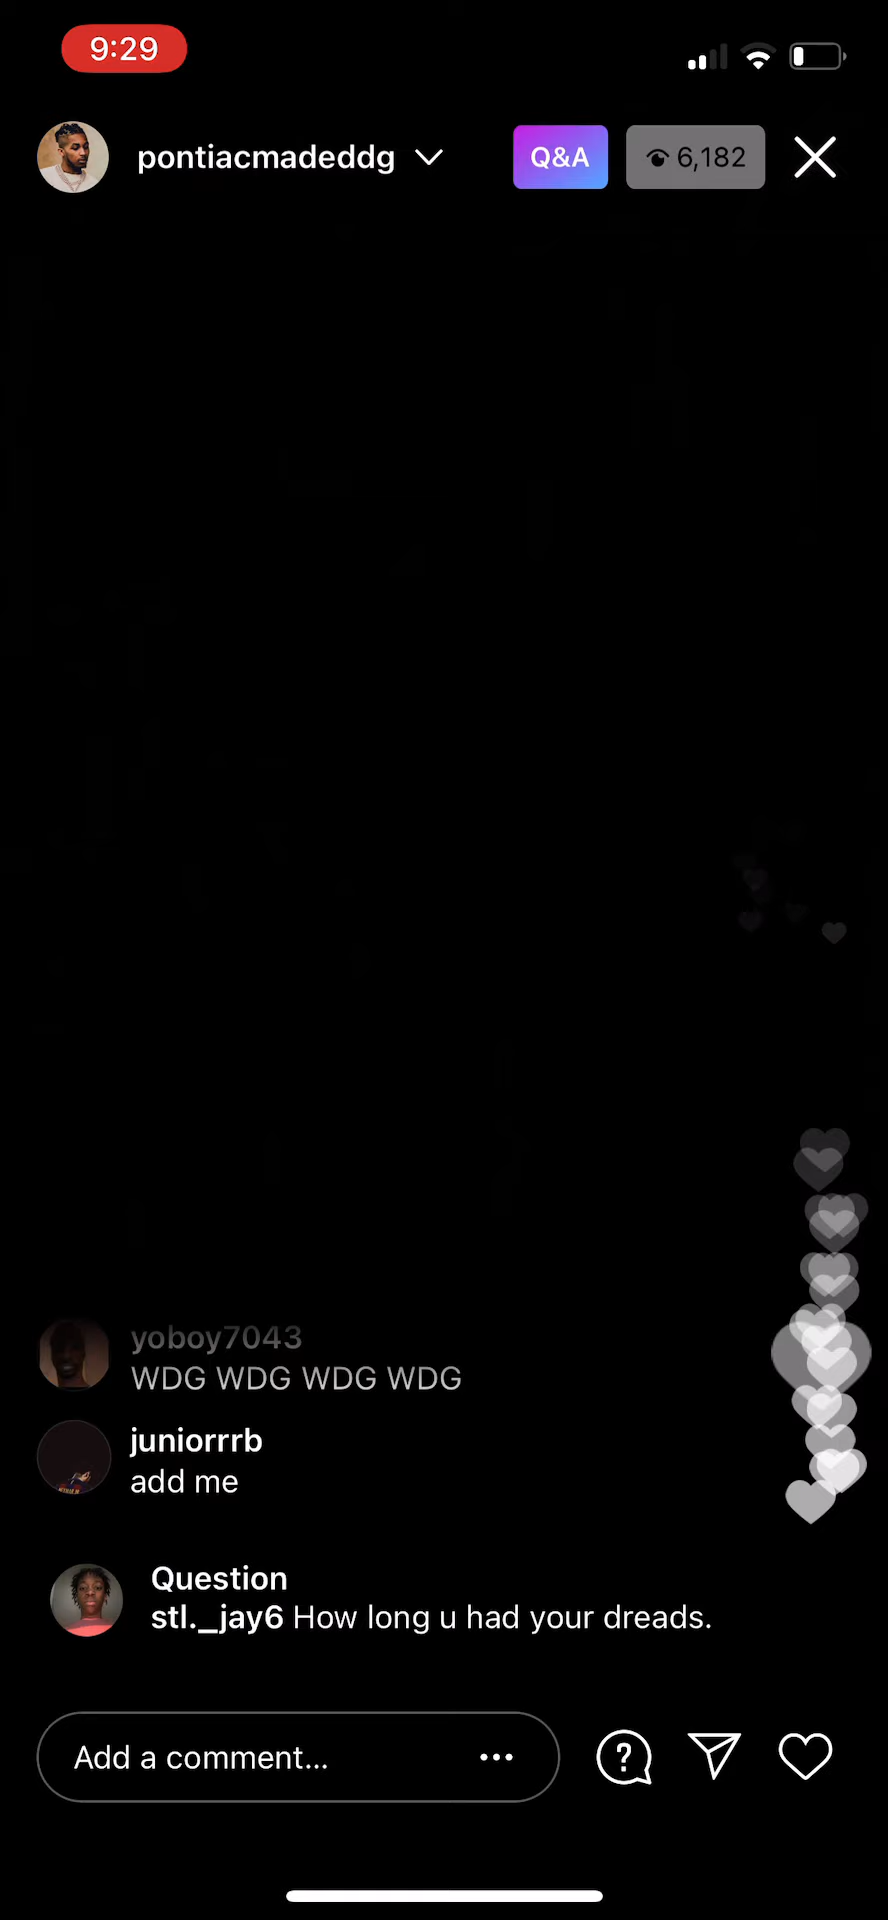 9:29
pontiacmadeddg
Q&A
6,182
yoboy7043
WDG WDG WDG WDG
juniorrrb
add me
Question
stl._jay6 How long u had your dreads.
Add a comment...